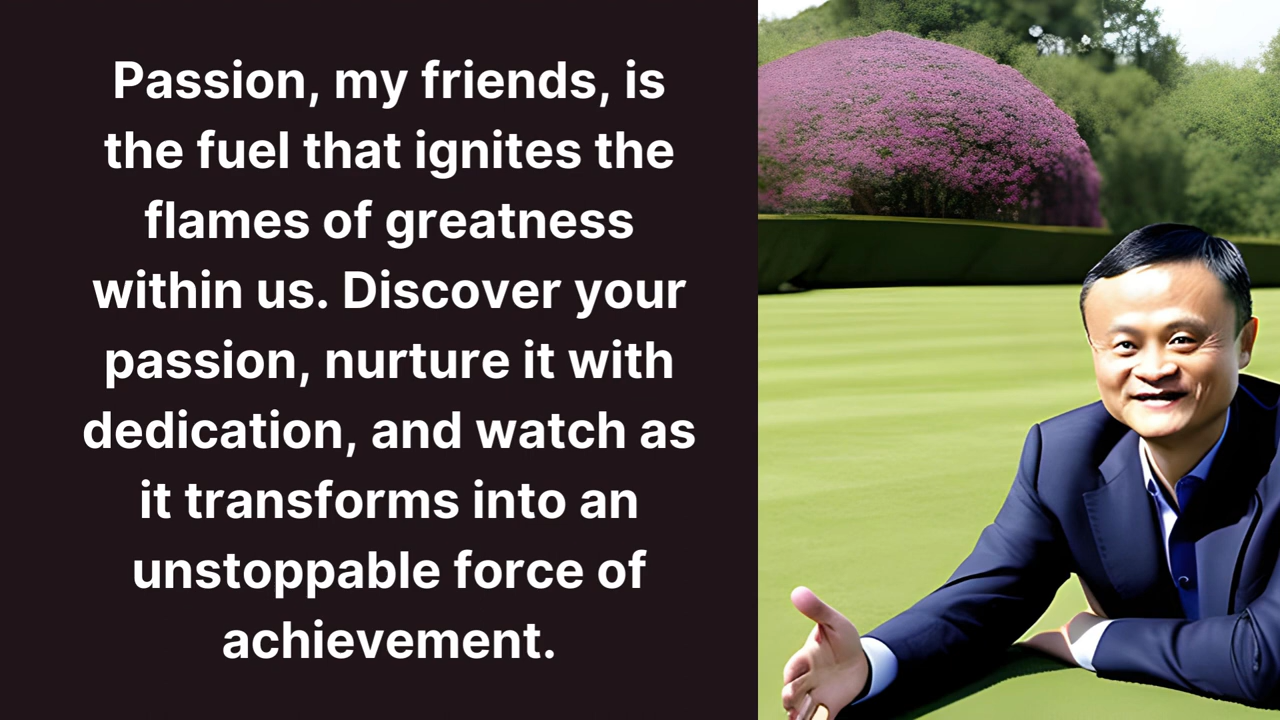 Passion, my friends, is
the fuel that ignites the
flames of greatness
within us. Discover your
passion, nurture it with
dedication, and watch as
it transforms into an
unstoppable force of
achievement.